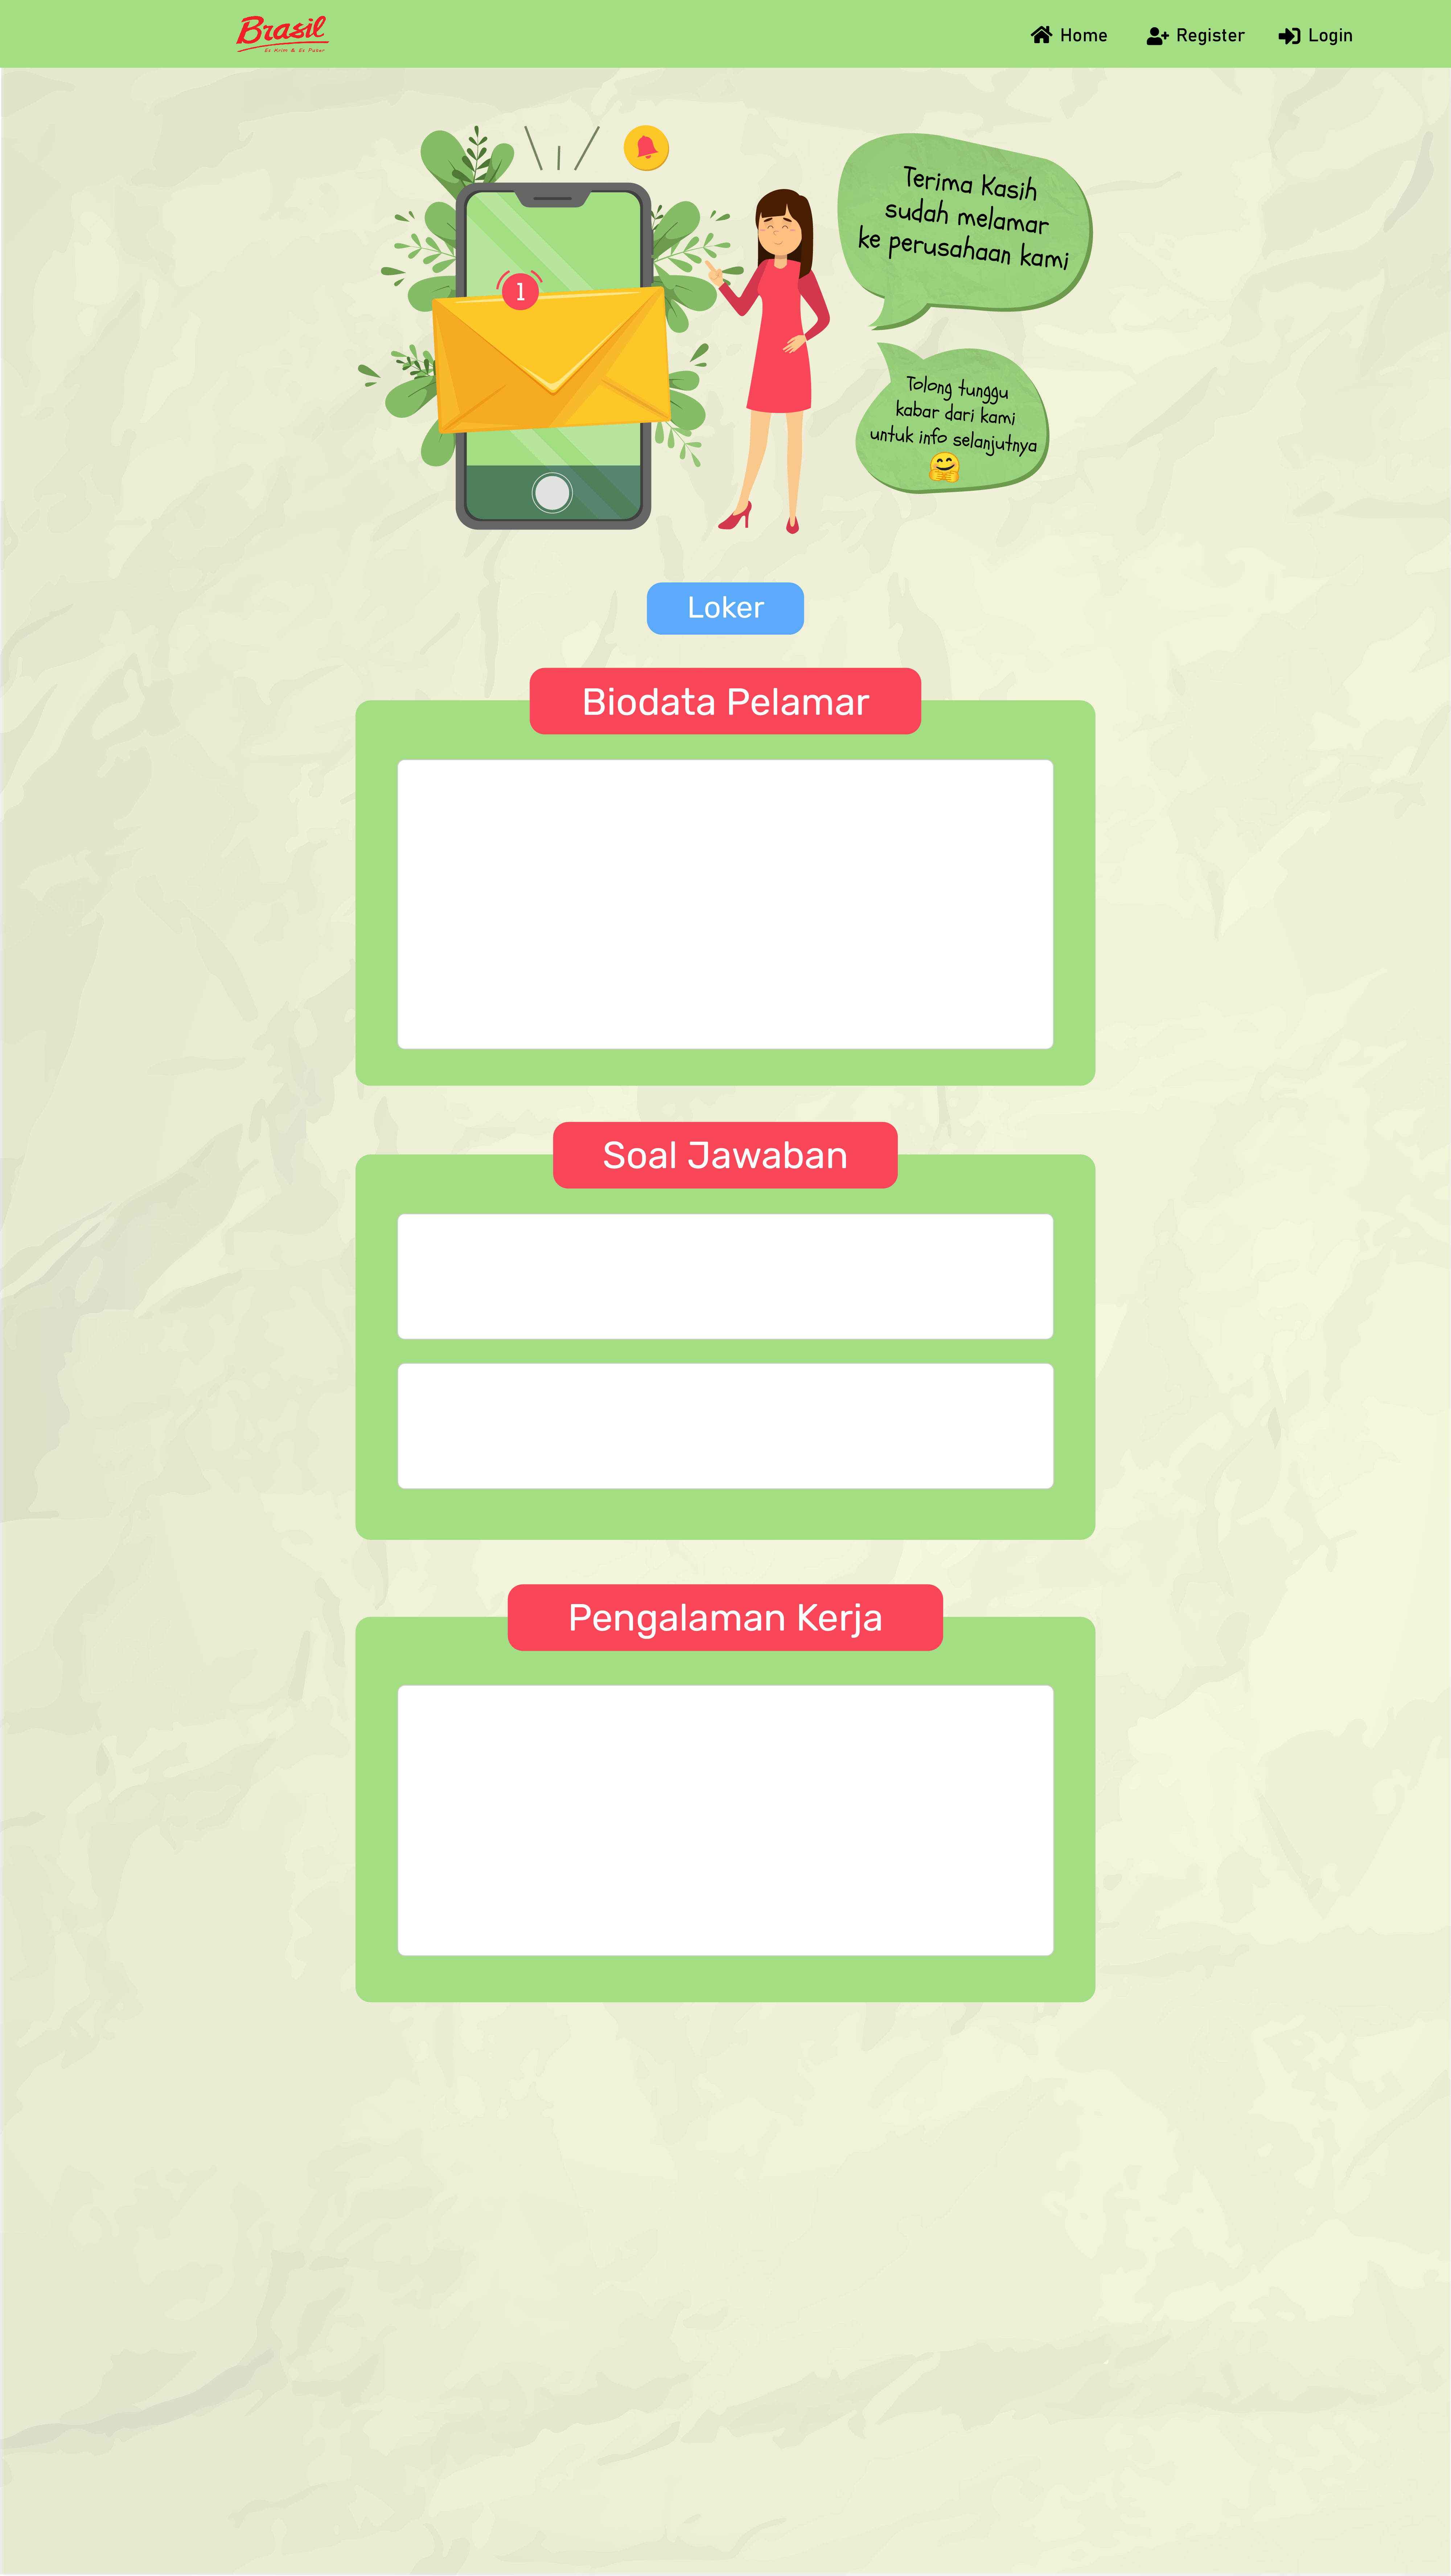 Brasil
Es Krim & Es Puter
Home
Register
Login
Terima Kasih
sudah melamar
ke perusahaan kami
1
Tolong tunggu
kabar dari kami
untuk info selanjutnya
Loker
Biodata Pelamar
Soal Jawaban
Pengalaman Kerja